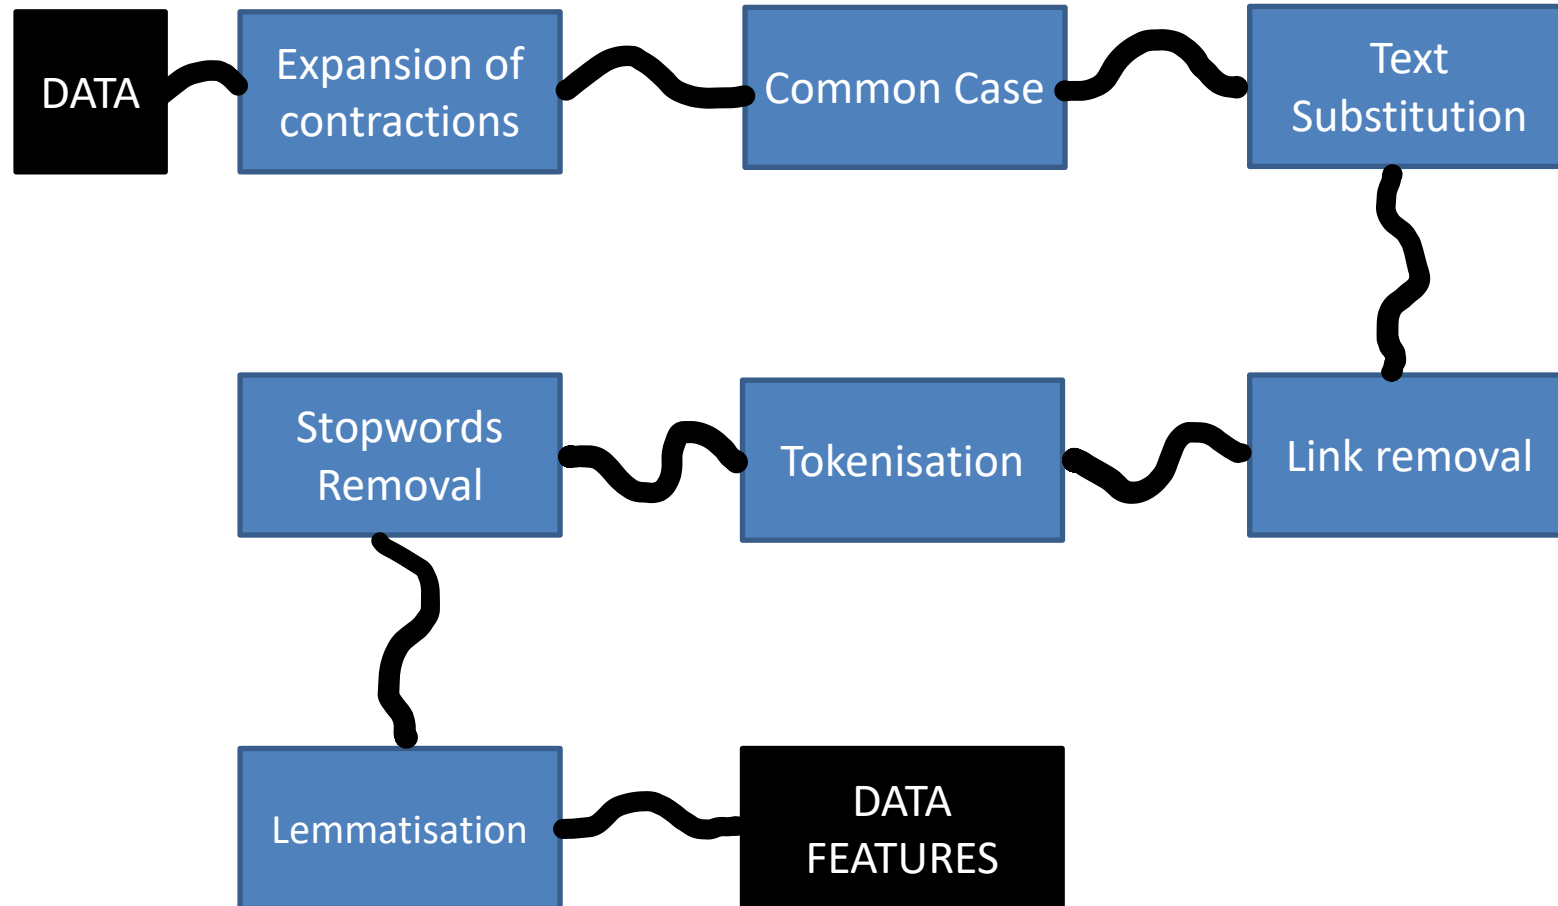 DATA
Expansion of
contractions
Common Case
Text
Substitution
Link removal
Tokenisation
Stopwords
Removal
Lemmatisation
DATA
FEATURES